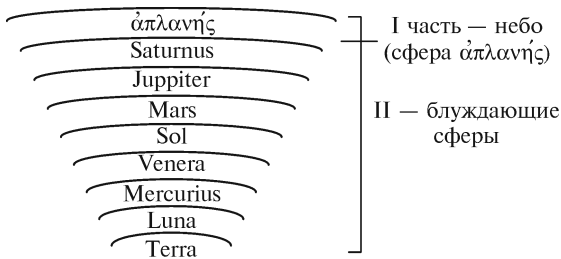 ἀπλανής
Saturnus
Juppiter
Mars
Sol
Venera
Mercurius
Luna
Terra
I часть — небо
(сфера ἀπλανής)
II — блуждающие
сферы